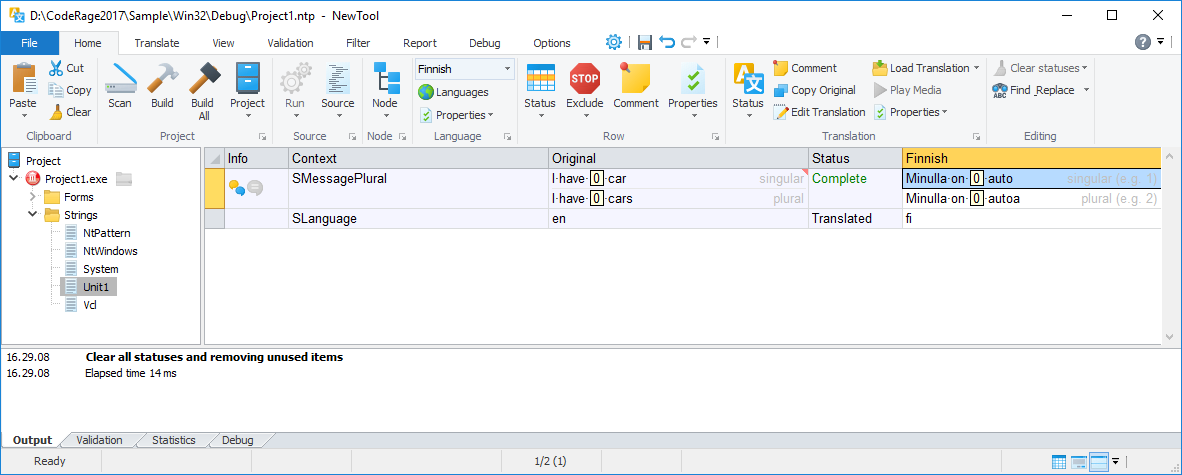 D:\CodeRage2017\Sample\Win32\Debug\Project1.ntp - NewTool
File Home Translate View Validation Filter Report Debug Options
Paste Cut Copy Clear
Clipboard
Scan Build Build All Project
Project
Run Source
Source
Node
Node
Finnish
Languages
Properties
Language
Status Exclude Comment Properties
STOP
Row
Status Comment Copy Original Edit Translation Load Translation Play Media Properties
Translation
Clear statuses
ABC Find_Replace
Editing
Project
Project1.exe
Forms
Strings
NtPattern
NtWindows
System
Unit1
Vcl
Info Context Original Status Finnish
SMessagePlural I·have·0·car singular Complete Minulla·on·0·auto singular (e.g. 1)
I·have·0·cars plural Minulla·on·0·autoa plural (e.g. 2)
SLanguage en Translated fi
16.29.08 Clear all statuses and removing unused items
16.29.08 Elapsed time 14 ms
Output Validation Statistics Debug
Ready 1/2 (1)